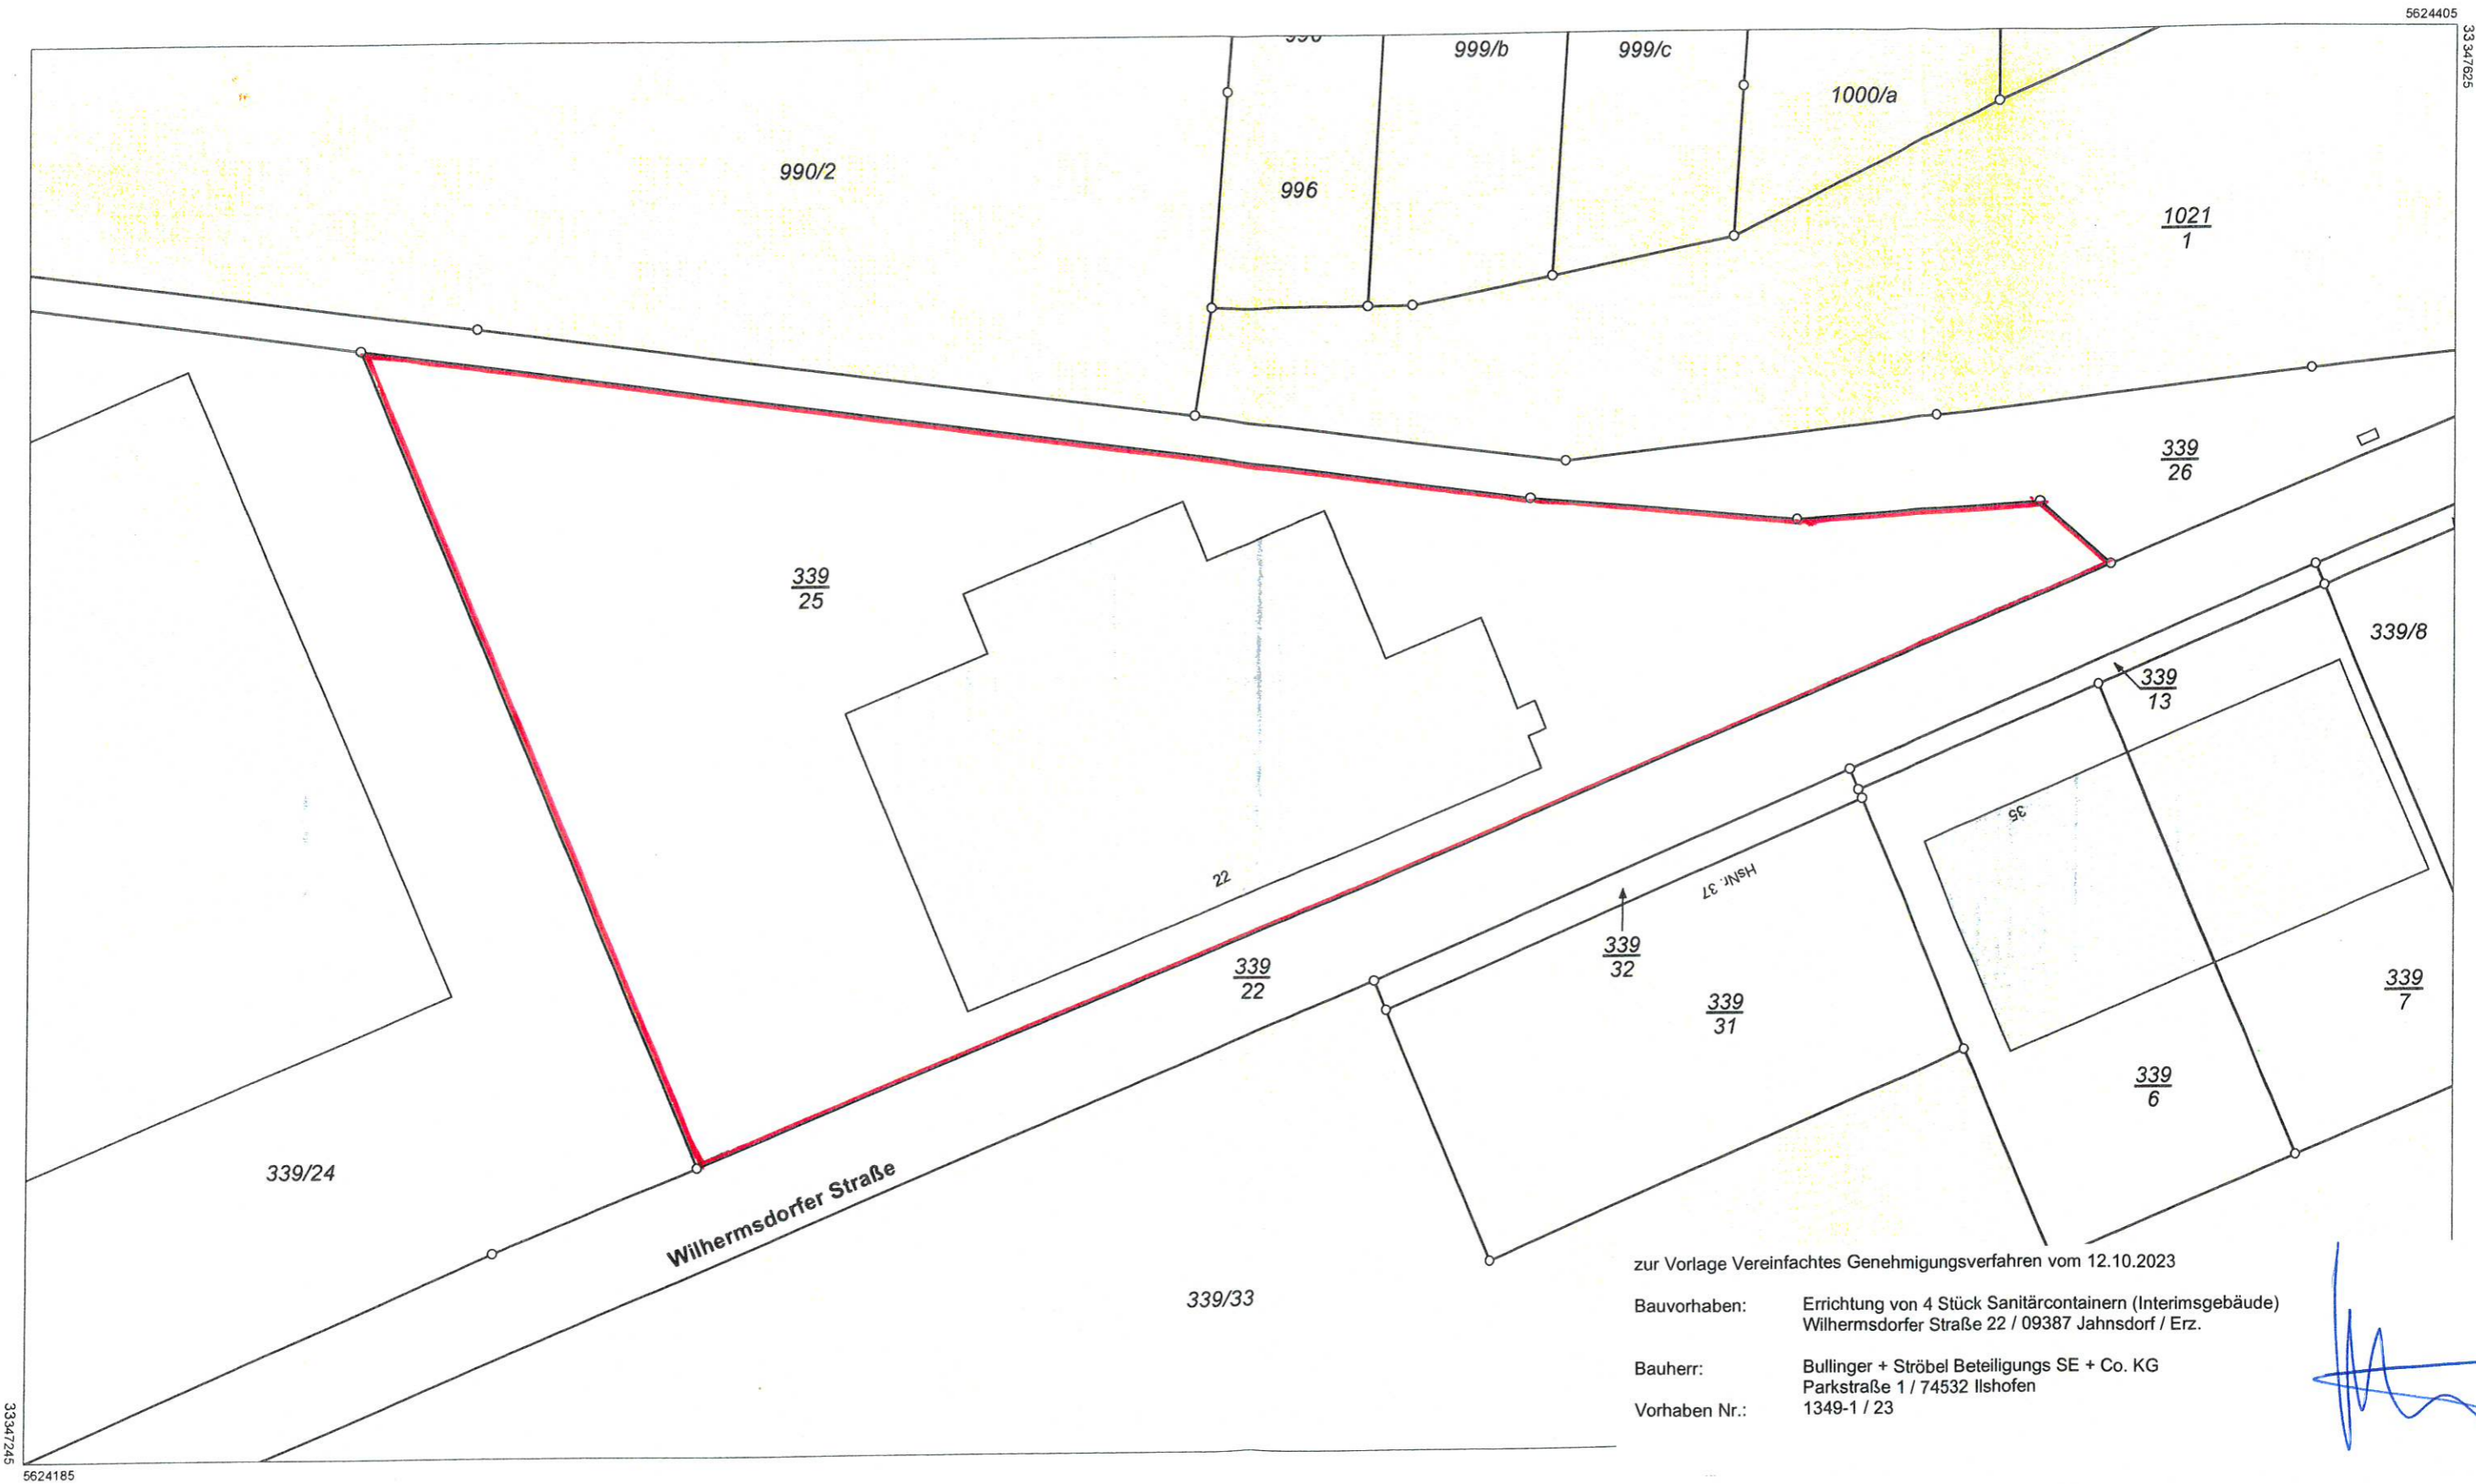 5624405
33 347625
999/b
999/c
1000/a
990/2
996
1021
1
339
26
339
25
339/8
339
13
35
22
HsNr. 37
339
32
339
22
339
31
339
7
339
6
339/24
Wilhermsdorfer Straße
339/33
zur Vorlage Vereinfachtes Genehmigungsverfahren vom 12.10.2023
Bauvorhaben: Errichtung von 4 Stück Sanitärcontainern (Interimsgebäude)
Wilhermsdorfer Straße 22 / 09387 Jahnsdorf / Erz.
Bauherr: Bullinger + Ströbel Beteiligungs SE + Co. KG
Parkstraße 1 / 74532 Ilshofen
Vorhaben Nr.: 1349-1 / 23
33347245
5624185